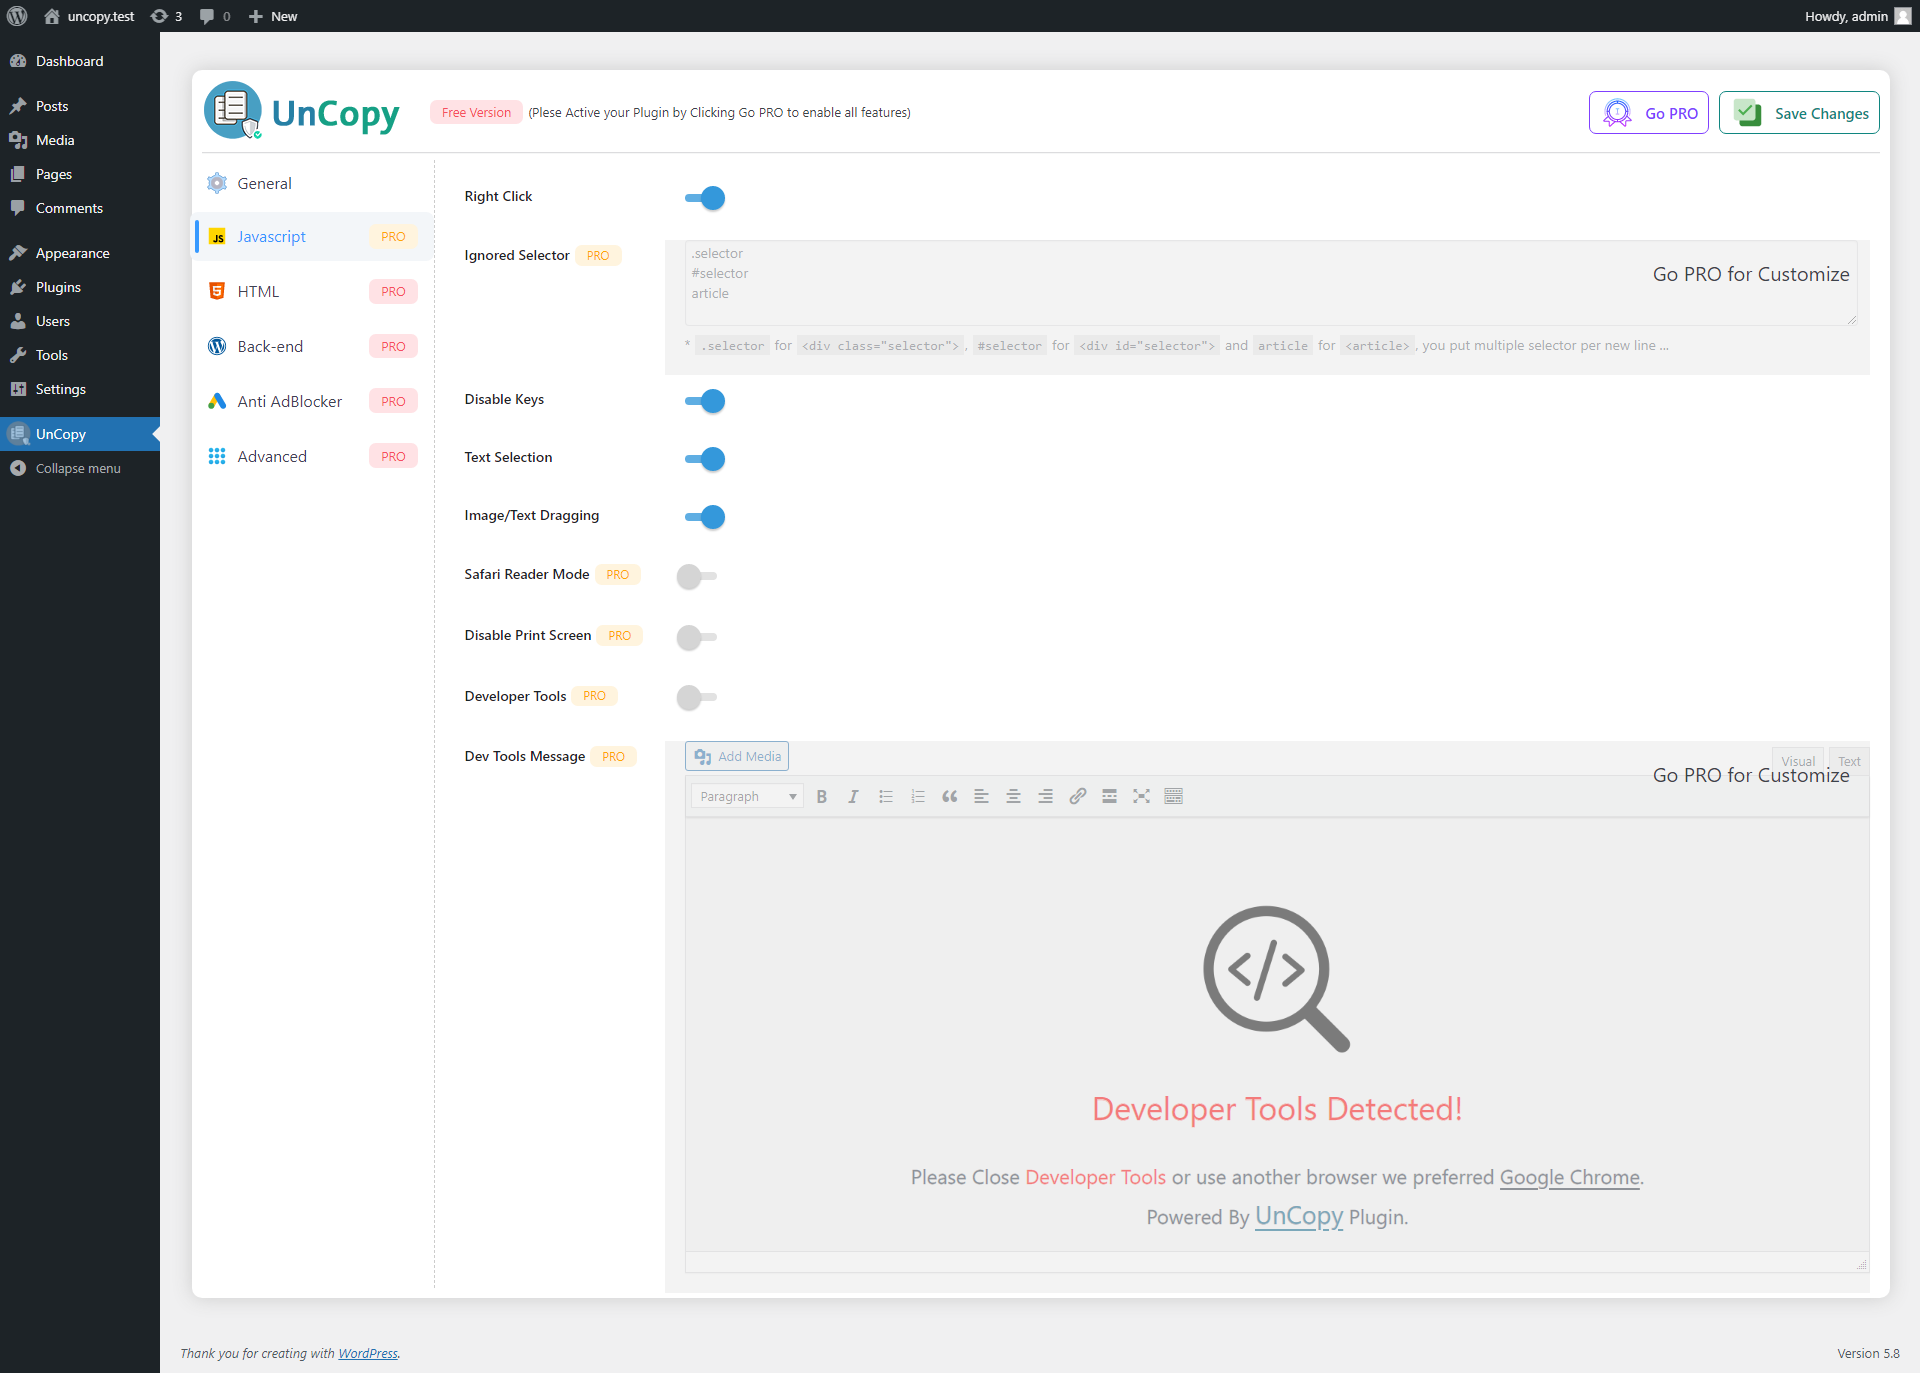 uncopy.test 3 0 New Howdy, admin
Dashboard
Posts
Media
Pages
Comments
Appearance
Plugins
Users
Tools
Settings
UnCopy
Collapse menu
UnCopy Free Version (Plese Active your Plugin by Clicking Go PRO to enable all features) Go PRO Save Changes
General
Javascript PRO
HTML PRO
Back-end PRO
Anti AdBlocker PRO
Advanced PRO
Right Click
Ignored Selector PRO
.selector
#selector
article
Go PRO for Customize
* .selector for <div class="selector">, #selector for <div id="selector"> and article for <article>, you put multiple selector per new line ...
Disable Keys
Text Selection
Image/Text Dragging
Safari Reader Mode PRO
Disable Print Screen PRO
Developer Tools PRO
Dev Tools Message PRO
Add Media Visual Text
Go PRO for Customize
Paragraph
Developer Tools Detected!
Please Close Developer Tools or use another browser we preferred Google Chrome.
Powered By UnCopy Plugin.
Thank you for creating with WordPress. Version 5.8